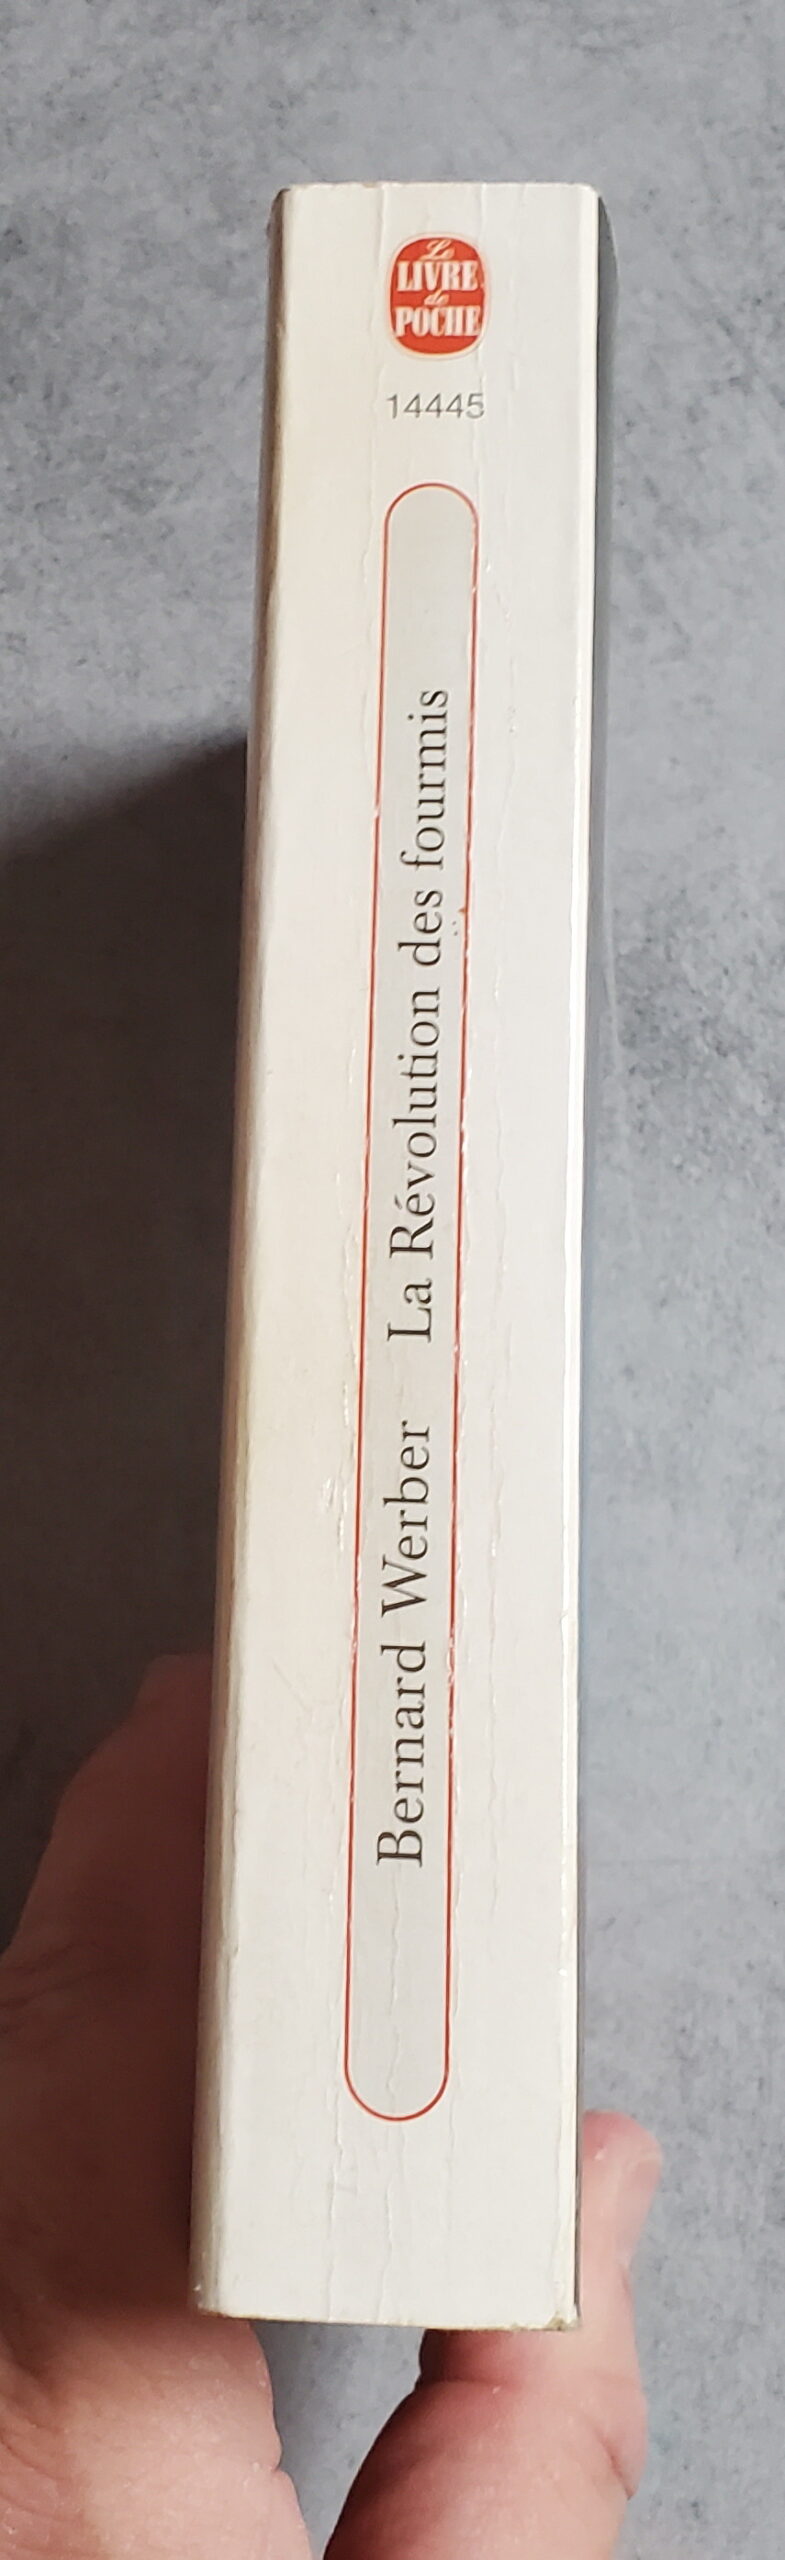 Le
LIVRE
de
POCHE
14445
Bernard Werber La Révolution des fourmis